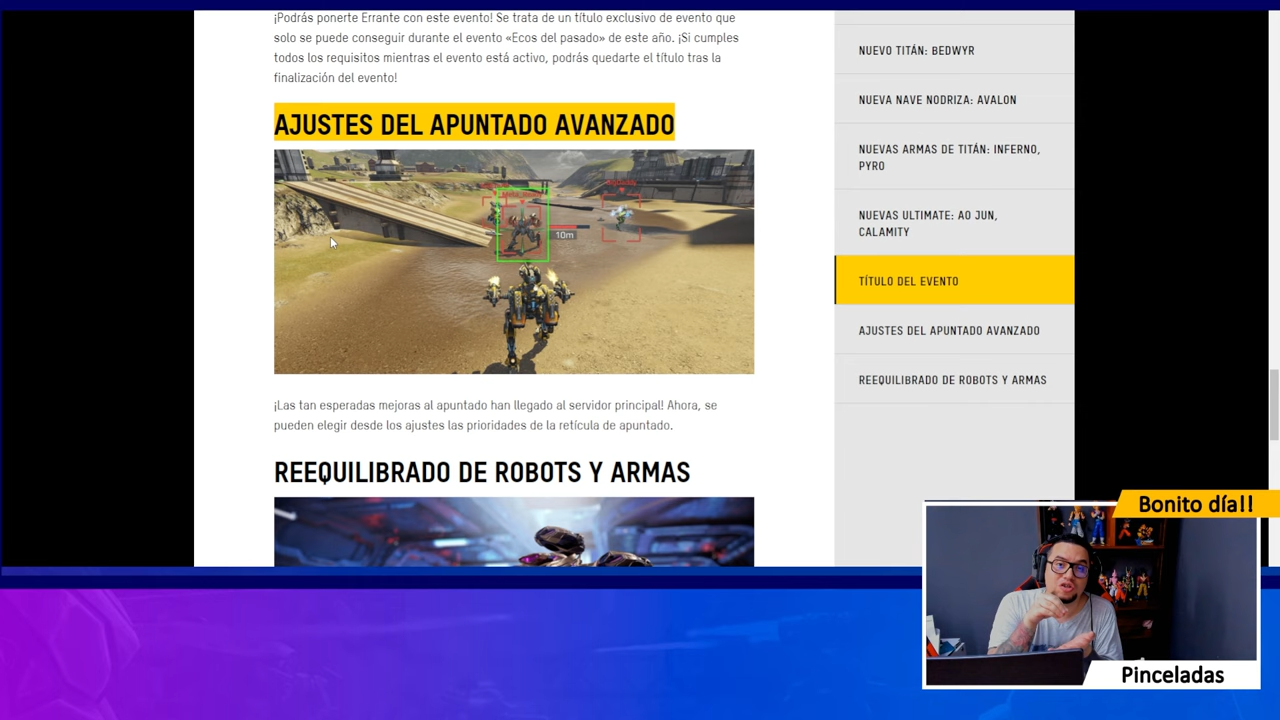 ¡Podrás ponerte Errante con este evento! Se trata de un título exclusivo de evento que
solo se puede conseguir durante el evento «Ecos del pasado» de este año. ¡Si cumples
todos los requisitos mientras el evento está activo, podrás quedarte el título tras la
finalización del evento!
AJUSTES DEL APUNTADO AVANZADO
10m
¡Las tan esperadas mejoras al apuntado han llegado al servidor principal! Ahora, se
pueden elegir desde los ajustes las prioridades de la retícula de apuntado.
REEQUILIBRADO DE ROBOTS Y ARMAS
NUEVO TITÁN: BEDWYR
NUEVA NAVE NODRIZA: AVALON
NUEVAS ARMAS DE TITÁN: INFERNO,
PYRO
NUEVAS ULTIMATE: AO JUN,
CALAMITY
TÍTULO DEL EVENTO
AJUSTES DEL APUNTADO AVANZADO
REEQUILIBRADO DE ROBOTS Y ARMAS
Bonito día!!
Pinceladas